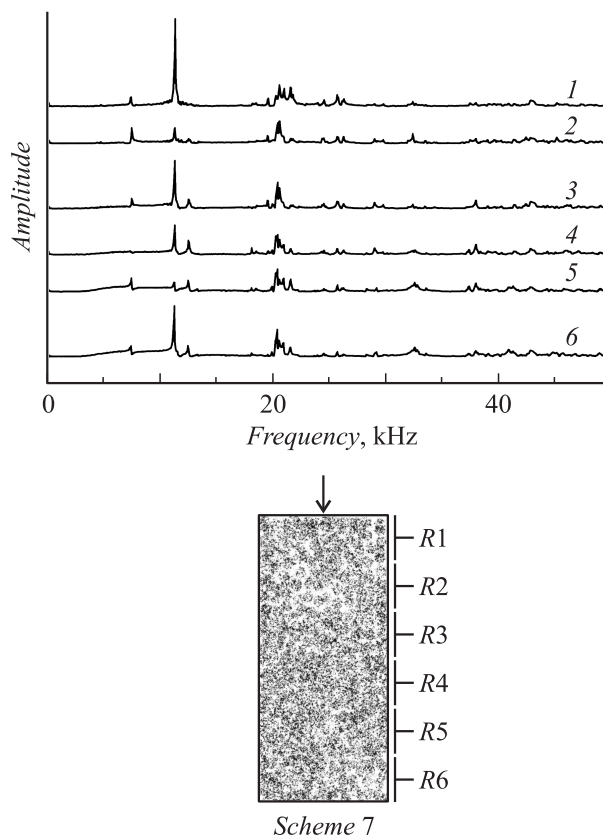 Amplitude
1
2
3
4
5
6
0 20 40
Frequency, kHz
R1
R2
R3
R4
R5
R6
Scheme 7